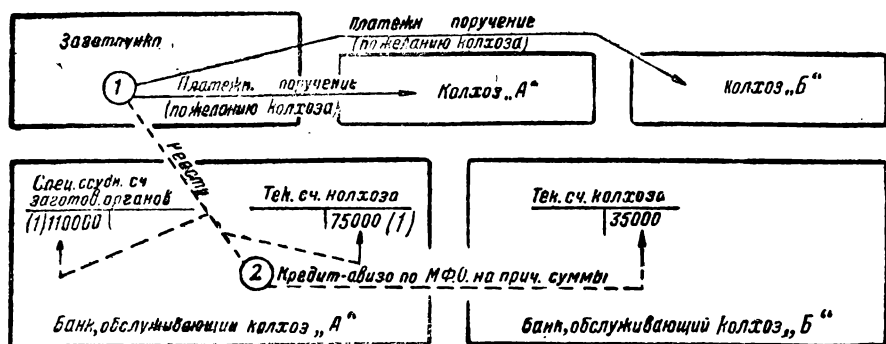 Платежн поручение
(по желанию колхоза)
Заготпункт
1
Платежн. поручение
(по желанию колхоза)
Колхоз „А“
Колхоз „Б“
реестр
Спец. ссудн. сч
заготов. органов
(1)110000
Тек. сч. колхоза
75000 (1)
Тек. сч. колхоза
35000
2
Кредит-авизо по МФО. на прич. суммы
Банк, обслуживающий колхоз „А“
Банк, обслуживающий колхоз „Б“